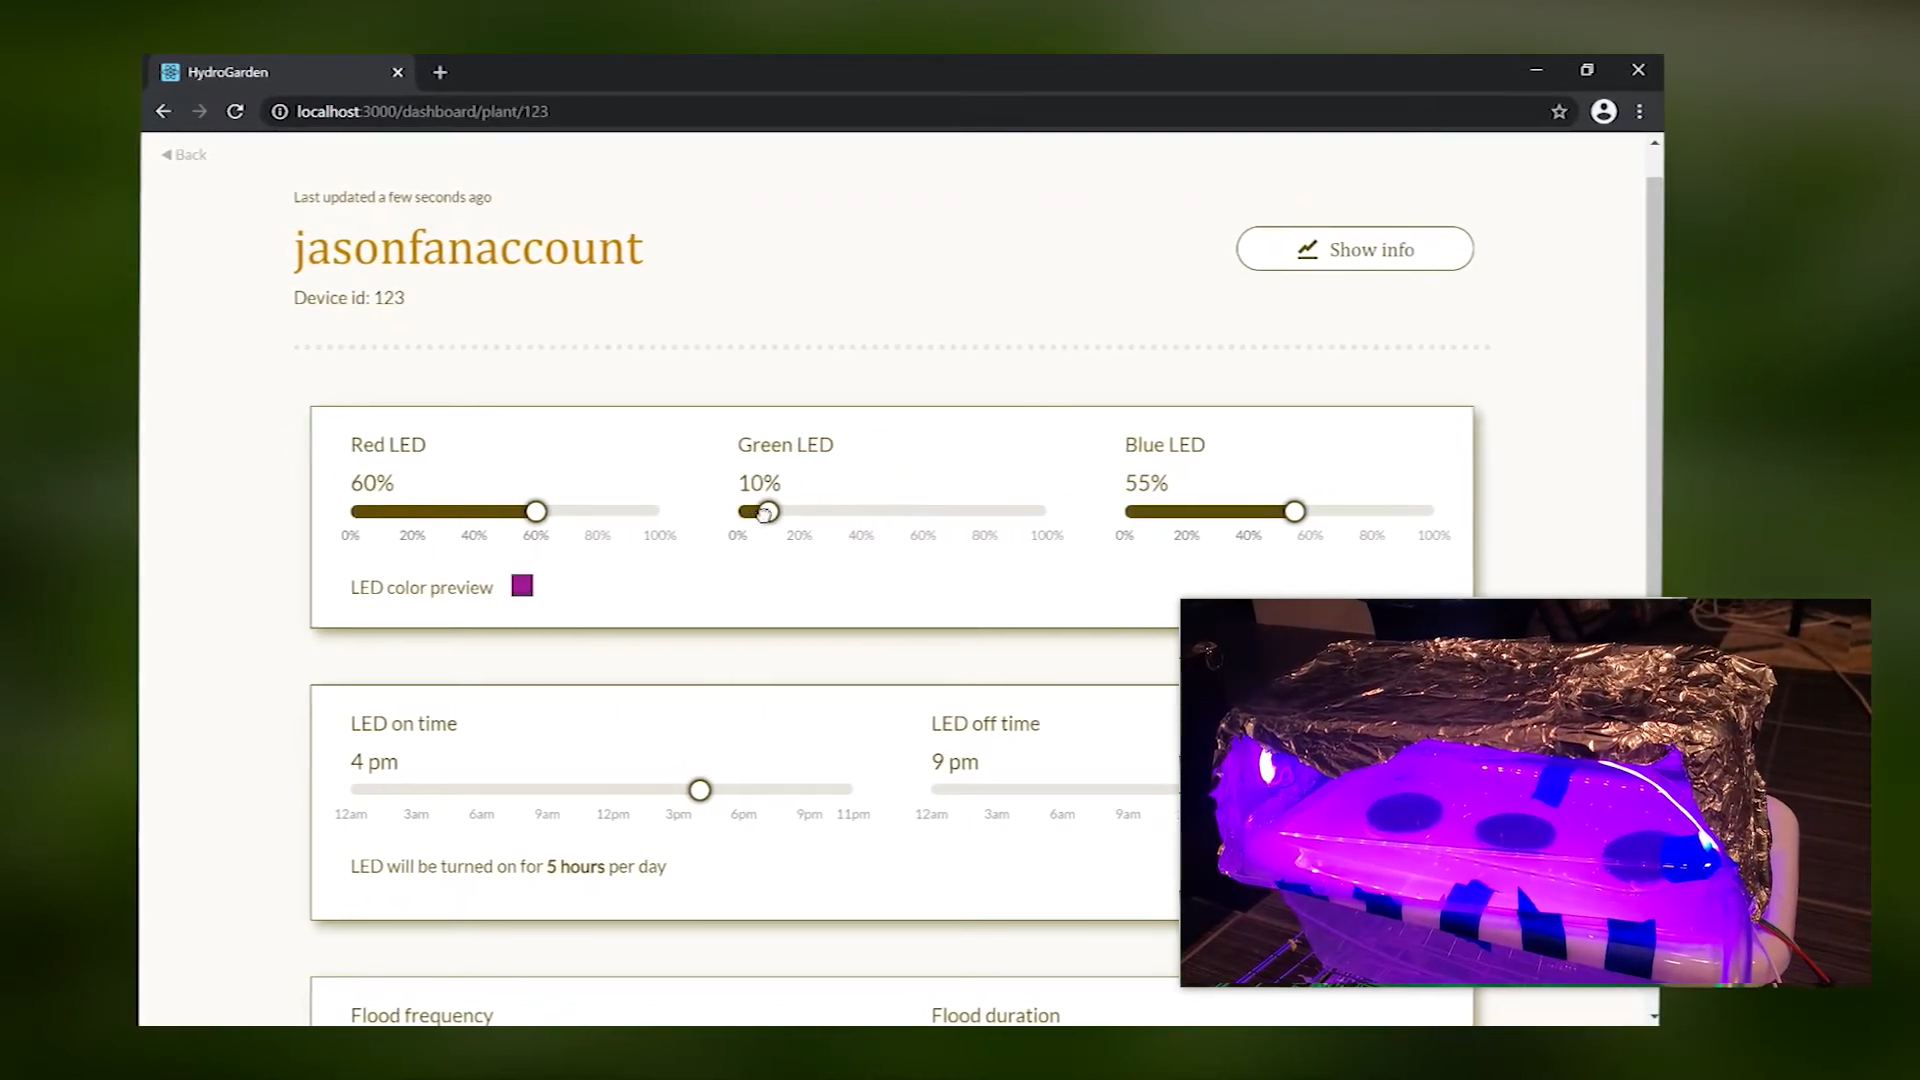 HydroGarden
localhost:3000/dashboard/plant/123
Back
Last updated a few seconds ago
jasonfanaccount
Show info
Device id: 123
Red LED
Green LED
Blue LED
60%
10%
55%
0% 20% 40% 60% 80% 100%
0% 20% 40% 60% 80% 100%
0% 20% 40% 60% 80% 100%
LED color preview
LED on time
LED off time
4 pm
9 pm
12am 3am 6am 9am 12pm 3pm 6pm 9pm 11pm
12am 3am 6am 9am
LED will be turned on for 5 hours per day
Flood frequency
Flood duration